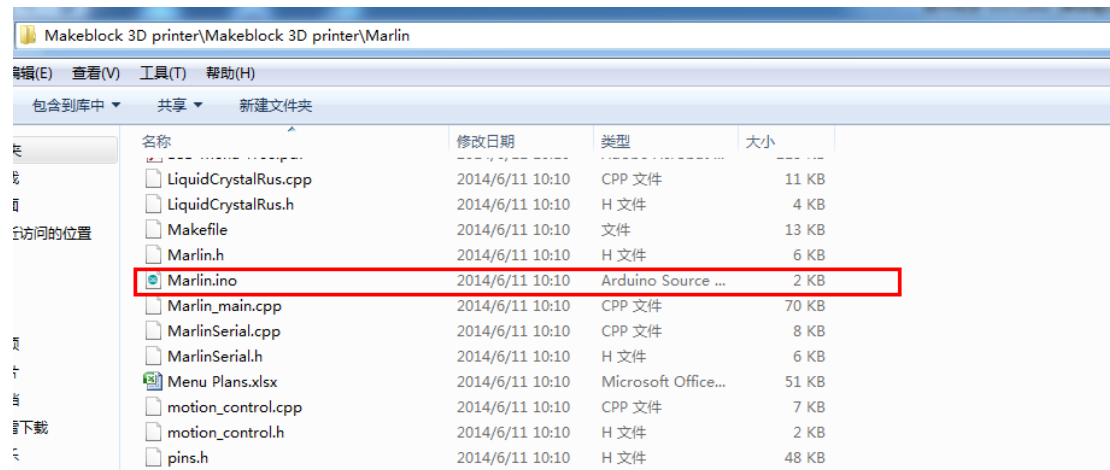 Makeblock 3D printer\Makeblock 3D printer\Marlin
编辑(E) 查看(V) 工具(T) 帮助(H)
包含到库中 共享 新建文件夹
名称 修改日期 类型 大小
LiquidCrystalRus.cpp 2014/6/11 10:10 CPP 文件 11 KB
LiquidCrystalRus.h 2014/6/11 10:10 H 文件 4 KB
近访问的位置 Makefile 2014/6/11 10:10 文件 13 KB
Marlin.h 2014/6/11 10:10 H 文件 6 KB
Marlin.ino 2014/6/11 10:10 Arduino Source ... 2 KB
Marlin_main.cpp 2014/6/11 10:10 CPP 文件 70 KB
MarlinSerial.cpp 2014/6/11 10:10 CPP 文件 8 KB
MarlinSerial.h 2014/6/11 10:10 H 文件 6 KB
Menu Plans.xlsx 2014/6/11 10:10 Microsoft Office... 51 KB
motion_control.cpp 2014/6/11 10:10 CPP 文件 7 KB
下载 motion_control.h 2014/6/11 10:10 H 文件 2 KB
pins.h 2014/6/11 10:10 H 文件 48 KB